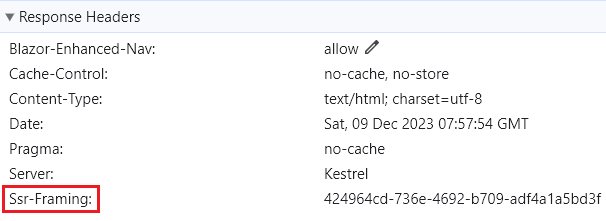 Response Headers
Blazor-Enhanced-Nav: allow
Cache-Control: no-cache, no-store
Content-Type: text/html; charset=utf-8
Date: Sat, 09 Dec 2023 07:57:54 GMT
Pragma: no-cache
Server: Kestrel
Ssr-Framing: 424964cd-736e-4692-b709-adf4a1a5bd3f